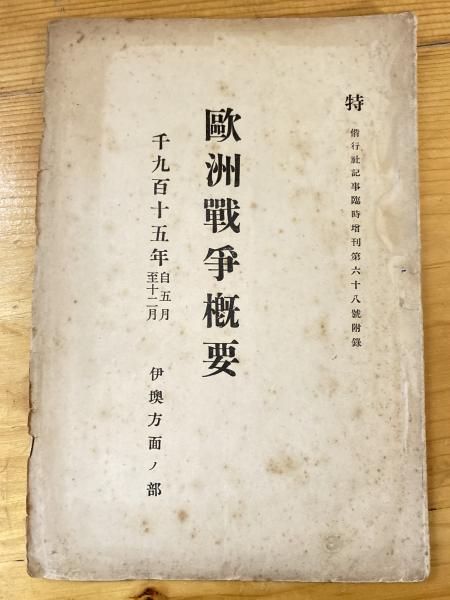 特
偕行社記事臨時增刊第六十八號附錄
歐洲戰爭槪要
千九百十五年自五月至十二月
伊墺方面ノ部